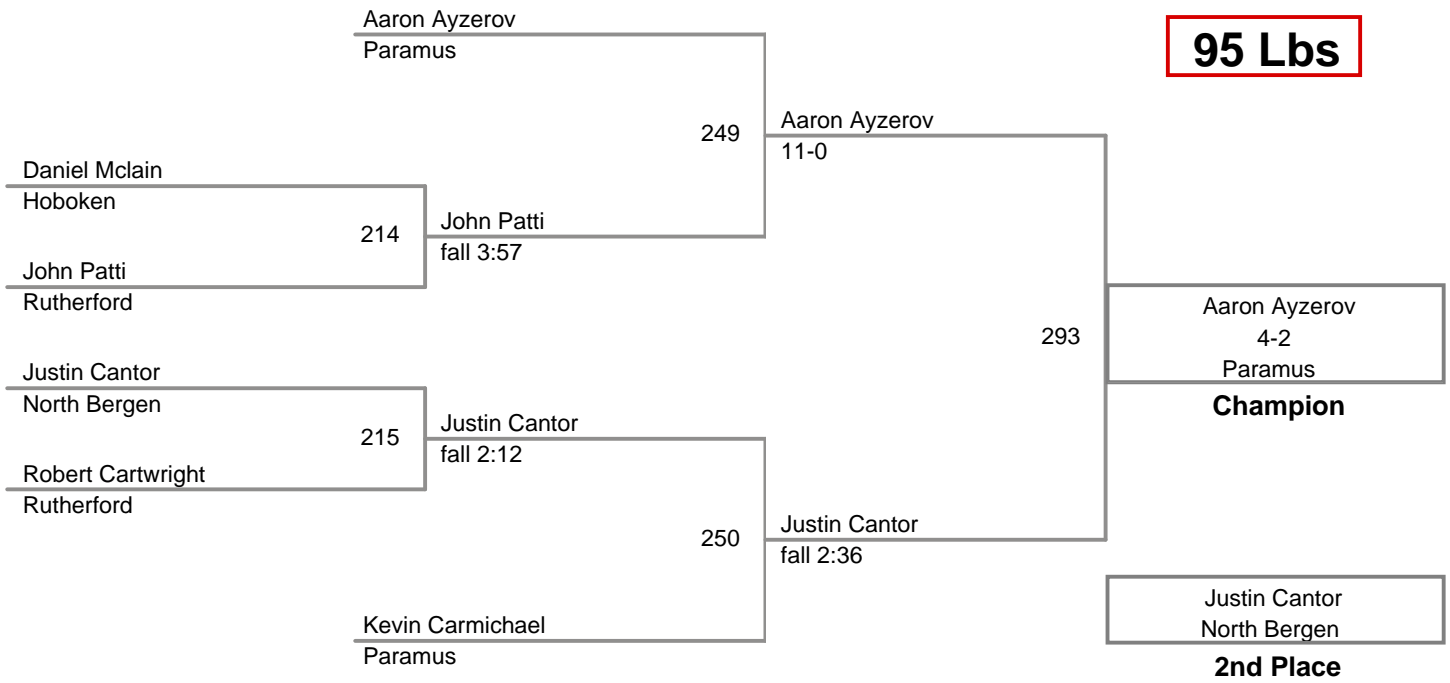 Aaron Ayzerov
Paramus
95 Lbs
249
Aaron Ayzerov
11-0
Daniel Mclain
Hoboken
214
John Patti
fall 3:57
John Patti
Rutherford
293
Aaron Ayzerov
4-2
Paramus
Champion
Justin Cantor
North Bergen
215
Justin Cantor
fall 2:12
Robert Cartwright
Rutherford
250
Justin Cantor
fall 2:36
Kevin Carmichael
Paramus
Justin Cantor
North Bergen
2nd Place